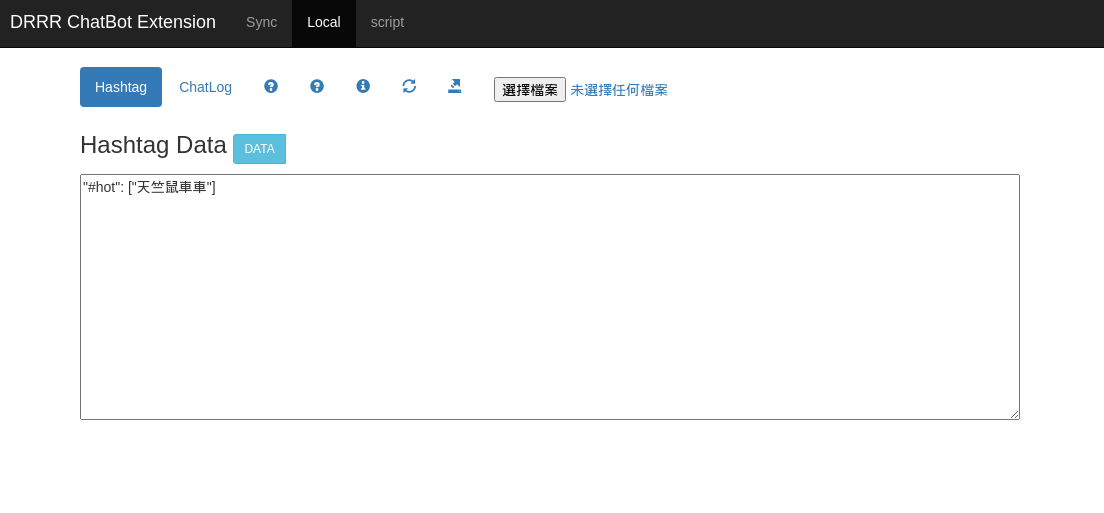 DRRR ChatBot Extension Sync Local script
Hashtag ChatLog 選擇檔案 未選擇任何檔案
Hashtag Data DATA
"#hot": ["天竺鼠車車"]